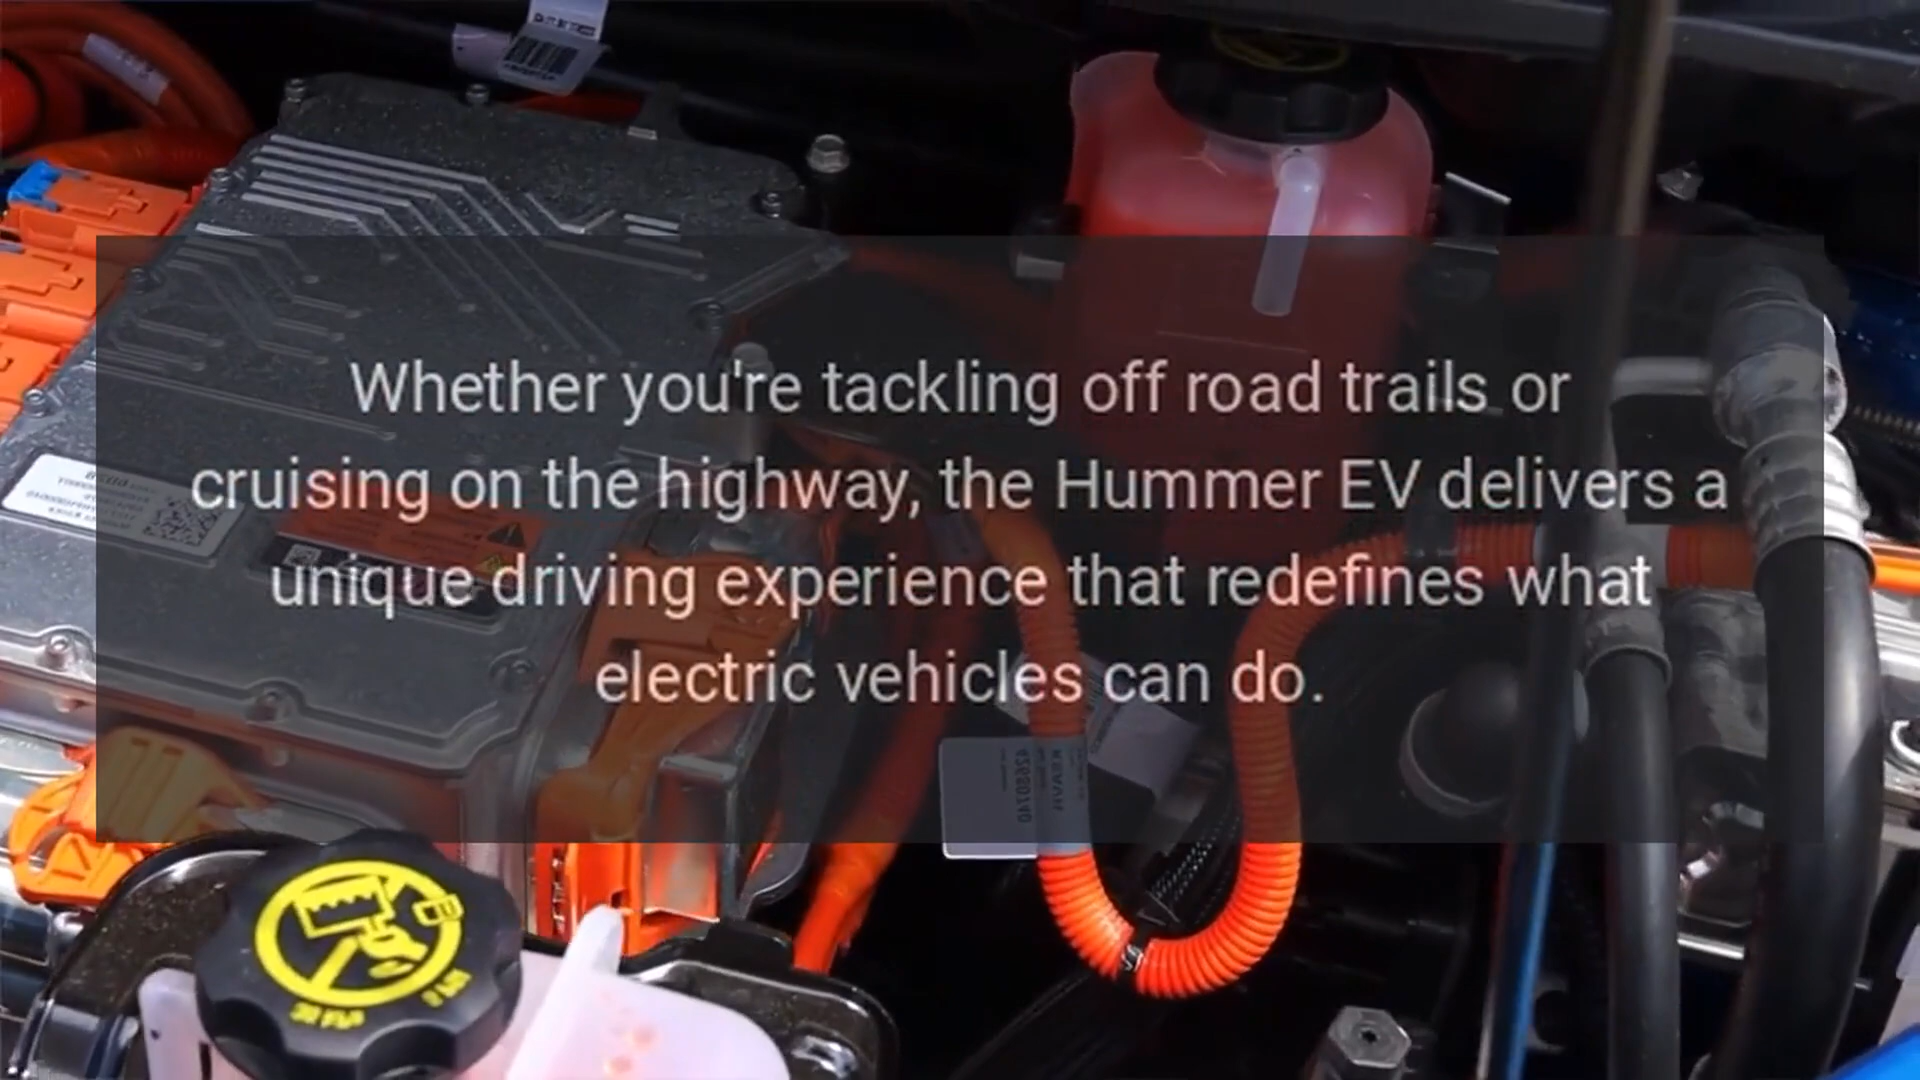 Whether you're tackling off road trails or
cruising on the highway, the Hummer EV delivers a
unique driving experience that redefines what
electric vehicles can do.